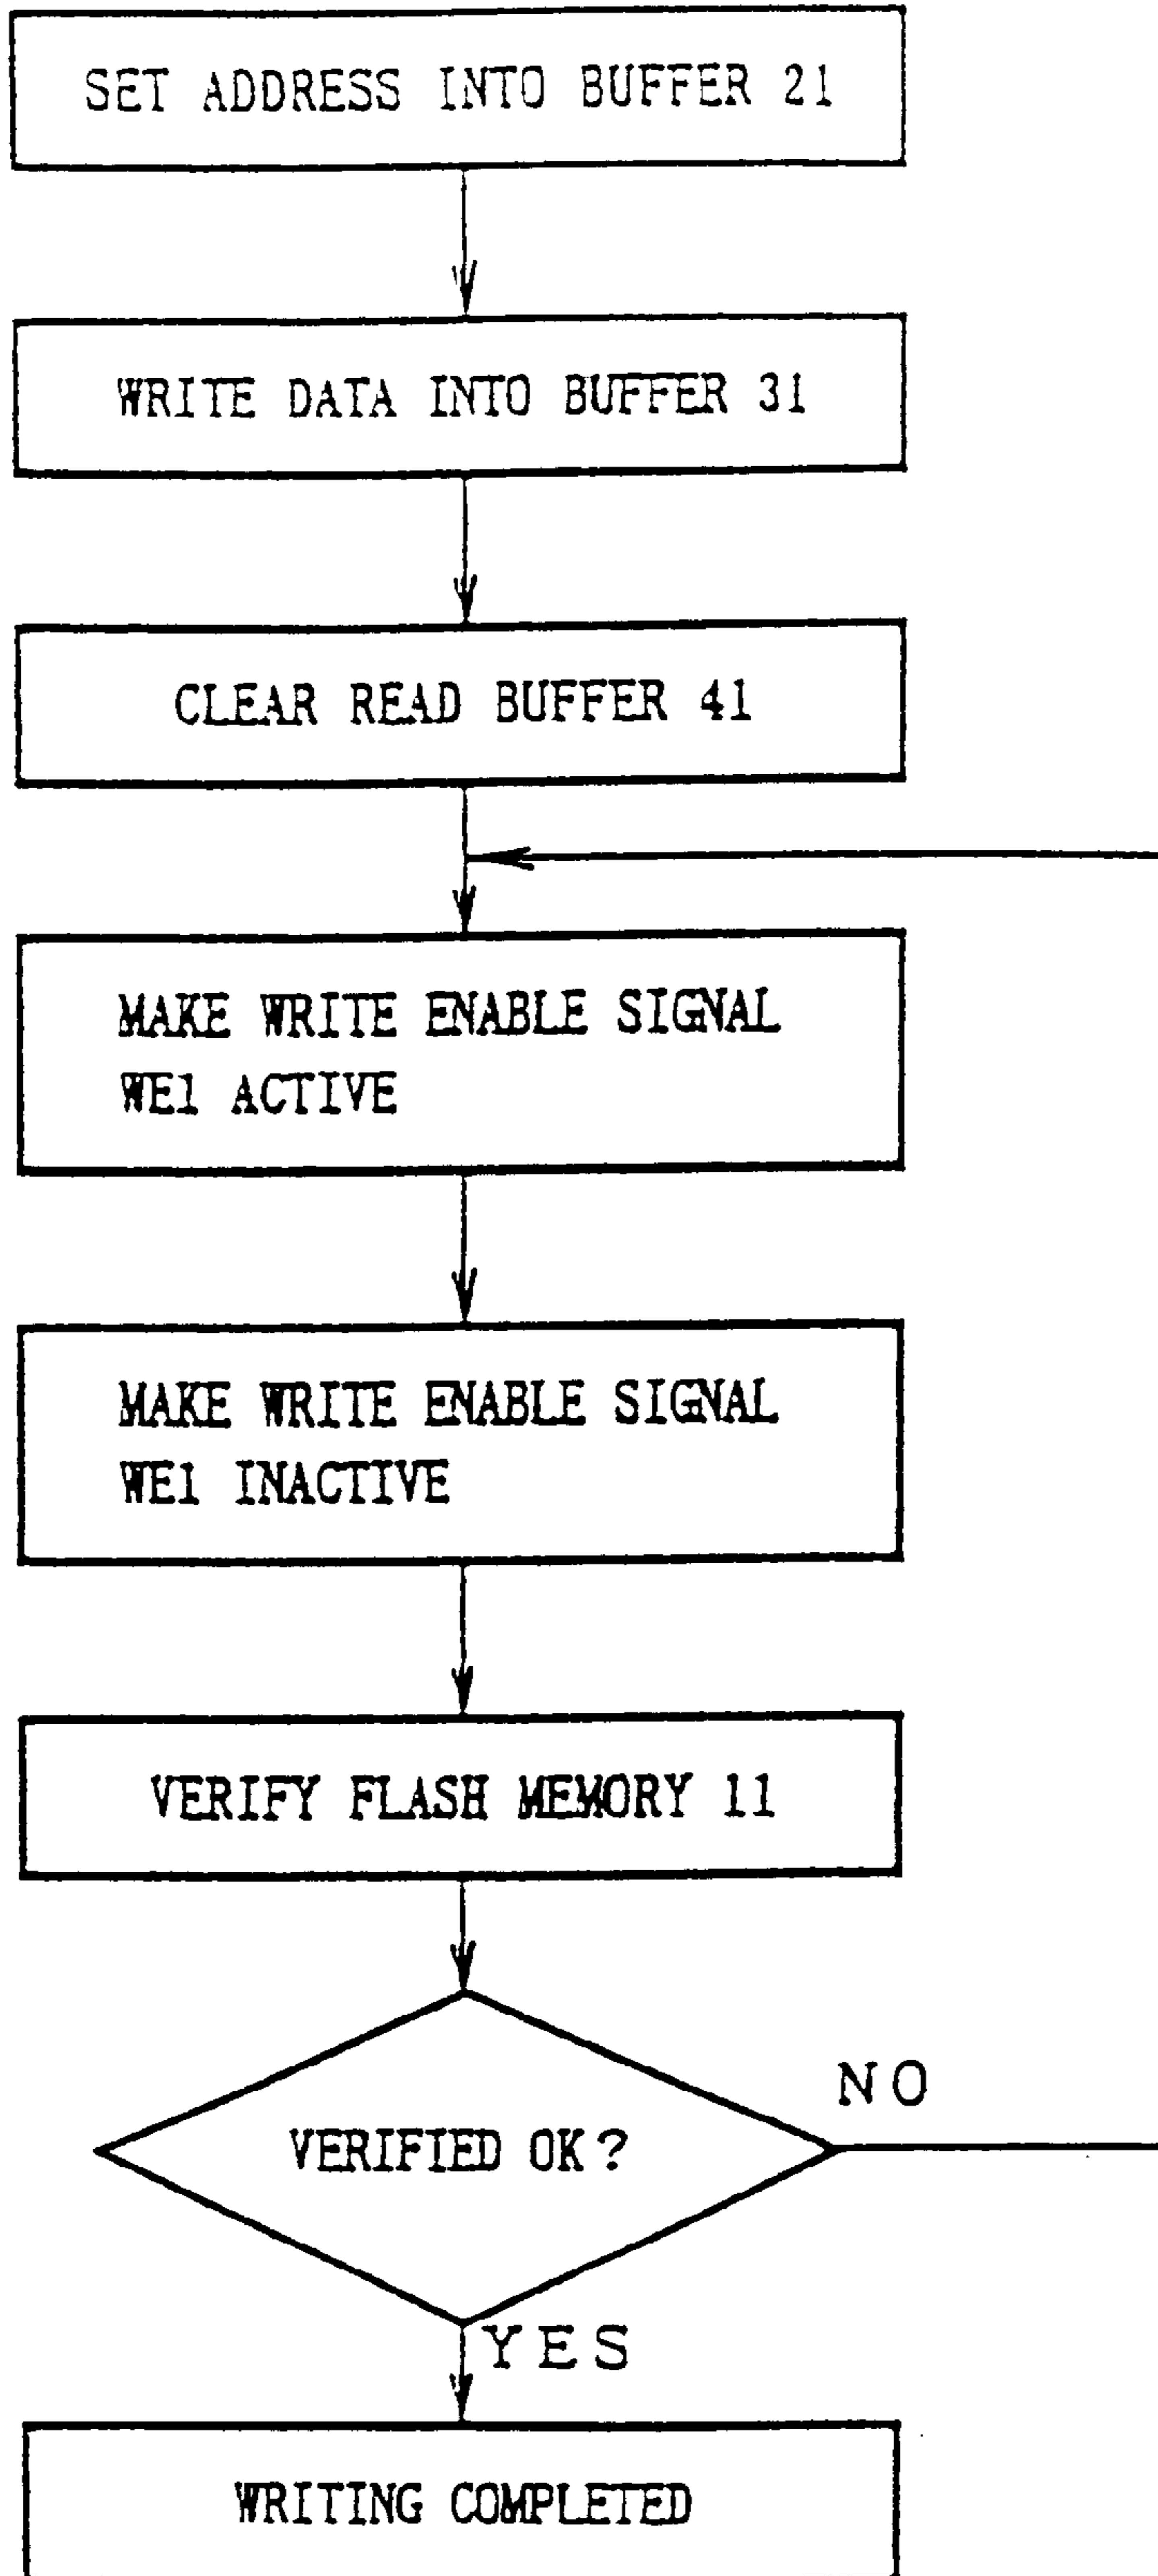 SET ADDRESS INTO BUFFER 21
WRITE DATA INTO BUFFER 31
CLEAR READ BUFFER 41
MAKE WRITE ENABLE SIGNAL
WE1 ACTIVE
MAKE WRITE ENABLE SIGNAL
WE1 INACTIVE
VERIFY FLASH MEMORY 11
NO
VERIFIED OK?
YES
WRITING COMPLETED